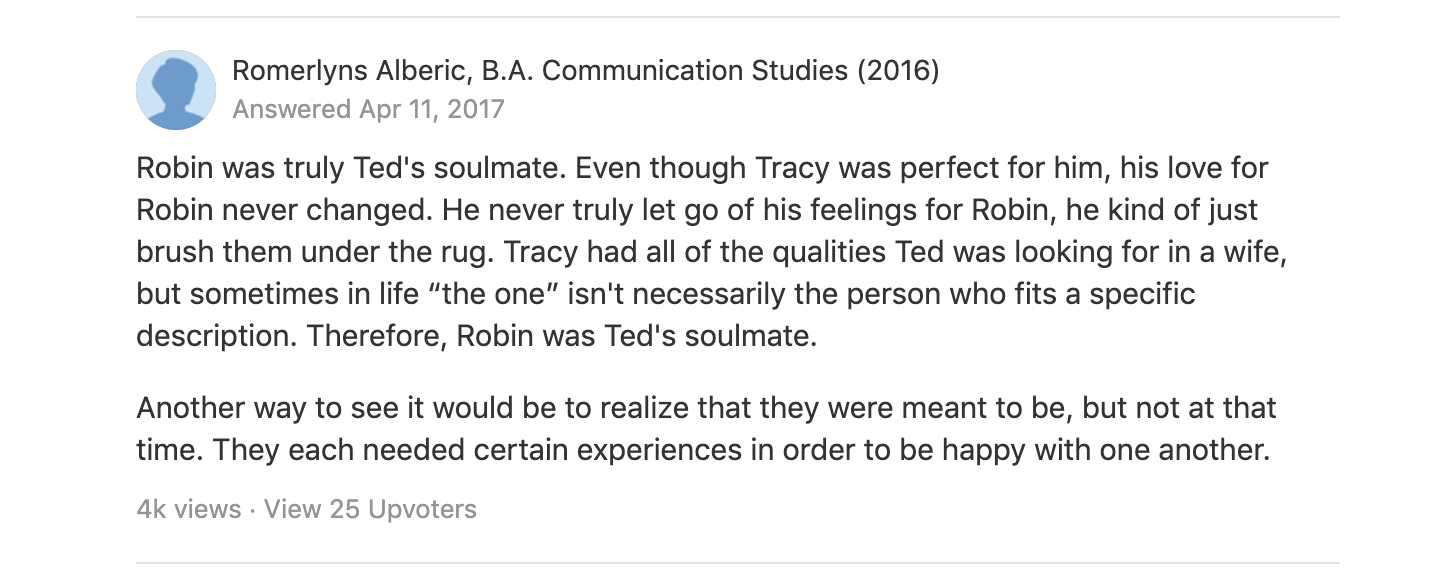 Romerlyns Alberic, B.A. Communication Studies (2016)
Answered Apr 11, 2017
Robin was truly Ted's soulmate. Even though Tracy was perfect for him, his love for
Robin never changed. He never truly let go of his feelings for Robin, he kind of just
brush them under the rug. Tracy had all of the qualities Ted was looking for in a wife,
but sometimes in life “the one” isn't necessarily the person who fits a specific
description. Therefore, Robin was Ted's soulmate.
Another way to see it would be to realize that they were meant to be, but not at that
time. They each needed certain experiences in order to be happy with one another.
4k views · View 25 Upvoters